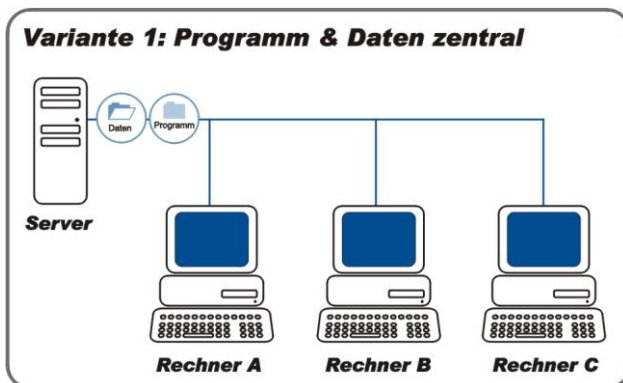 Variante 1: Programm & Daten zentral
Daten
Programm
Server
Rechner A
Rechner B
Rechner C